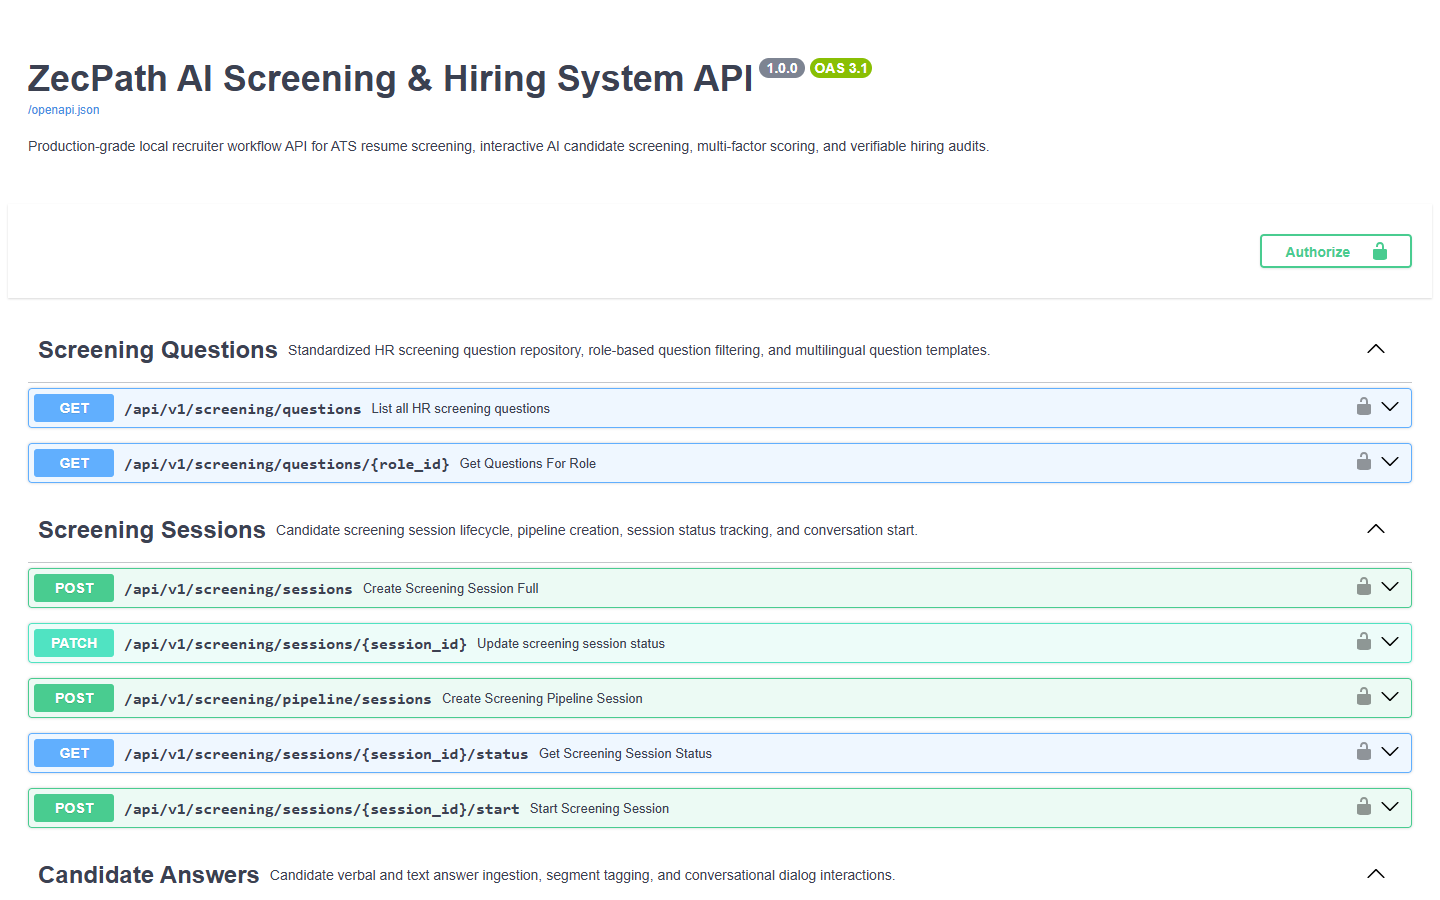 ZecPath AI Screening & Hiring System API 1.0.0 OAS 3.1
/openapi.json
Production-grade local recruiter workflow API for ATS resume screening, interactive AI candidate screening, multi-factor scoring, and verifiable hiring audits.
Authorize
Screening Questions Standardized HR screening question repository, role-based question filtering, and multilingual question templates.
GET /api/v1/screening/questions List all HR screening questions
GET /api/v1/screening/questions/{role_id} Get Questions For Role
Screening Sessions Candidate screening session lifecycle, pipeline creation, session status tracking, and conversation start.
POST /api/v1/screening/sessions Create Screening Session Full
PATCH /api/v1/screening/sessions/{session_id} Update screening session status
POST /api/v1/screening/pipeline/sessions Create Screening Pipeline Session
GET /api/v1/screening/sessions/{session_id}/status Get Screening Session Status
POST /api/v1/screening/sessions/{session_id}/start Start Screening Session
Candidate Answers Candidate verbal and text answer ingestion, segment tagging, and conversational dialog interactions.